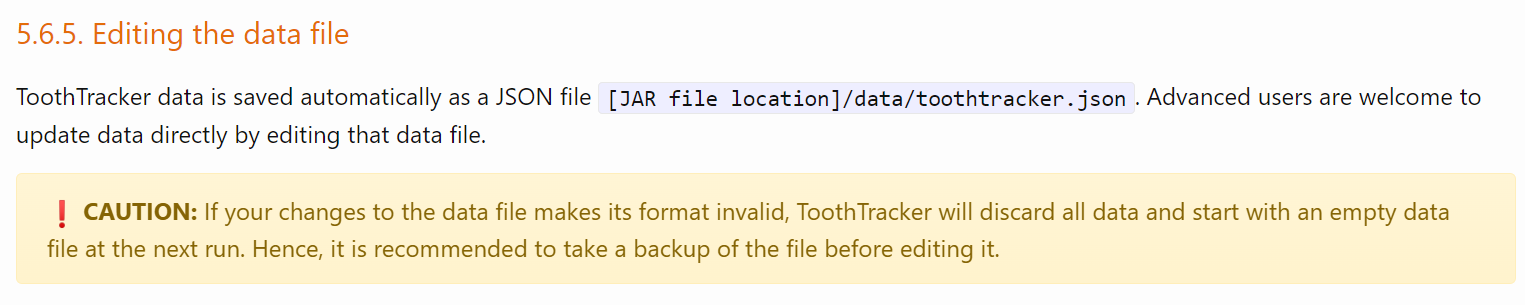 5.6.5. Editing the data file
ToothTracker data is saved automatically as a JSON file [JAR file location]/data/toothtracker.json. Advanced users are welcome to
update data directly by editing that data file.
❗ CAUTION: If your changes to the data file makes its format invalid, ToothTracker will discard all data and start with an empty data
file at the next run. Hence, it is recommended to take a backup of the file before editing it.